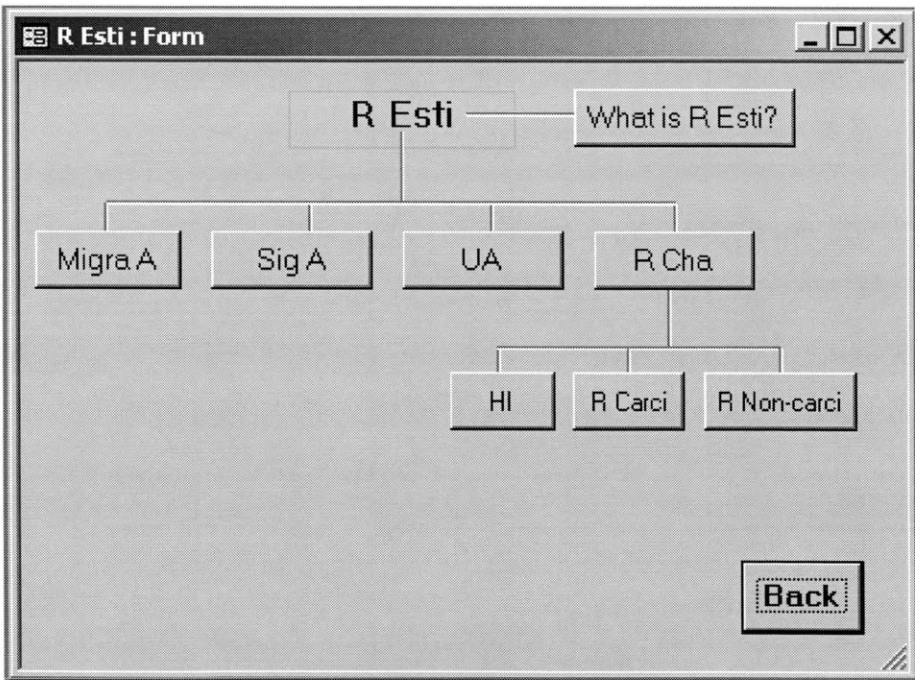 R Esti : Form
R Esti
What is R Esti?
Migra A
Sig A
UA
R Cha
HI
R Carci
R Non-carci
Back